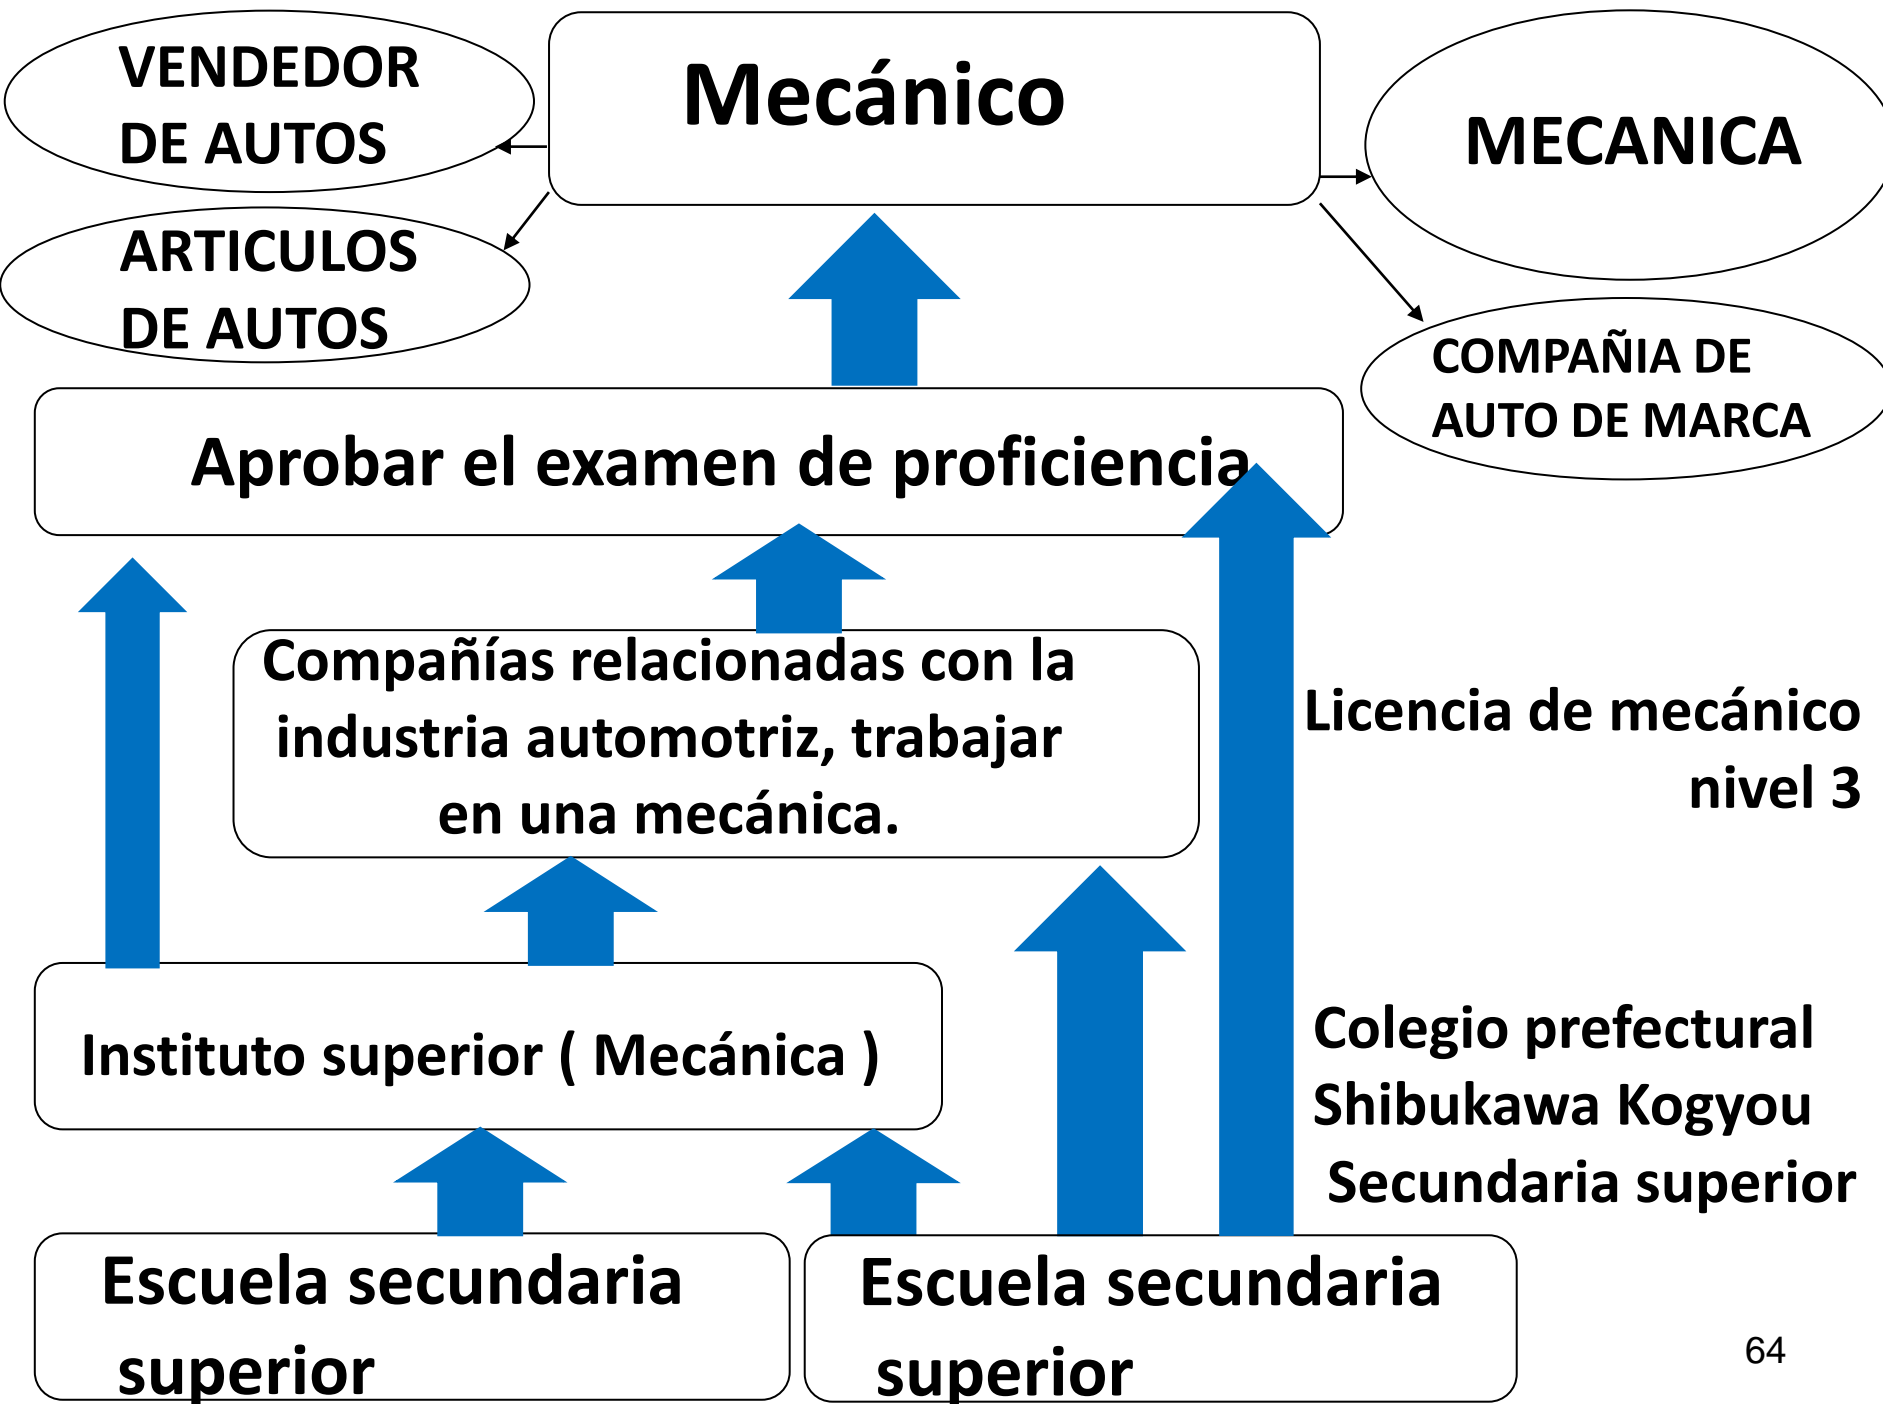 VENDEDOR
DE AUTOS
Mecánico
MECANICA
ARTICULOS
DE AUTOS
COMPAÑIA DE
AUTO DE MARCA
Aprobar el examen de proficiencia
Compañías relacionadas con la
industria automotriz, trabajar
en una mecánica.
Licencia de mecánico
nivel 3
Instituto superior ( Mecánica )
Colegio prefectural
Shibukawa Kogyou
Secundaria superior
Escuela secundaria
superior
Escuela secundaria
superior
64